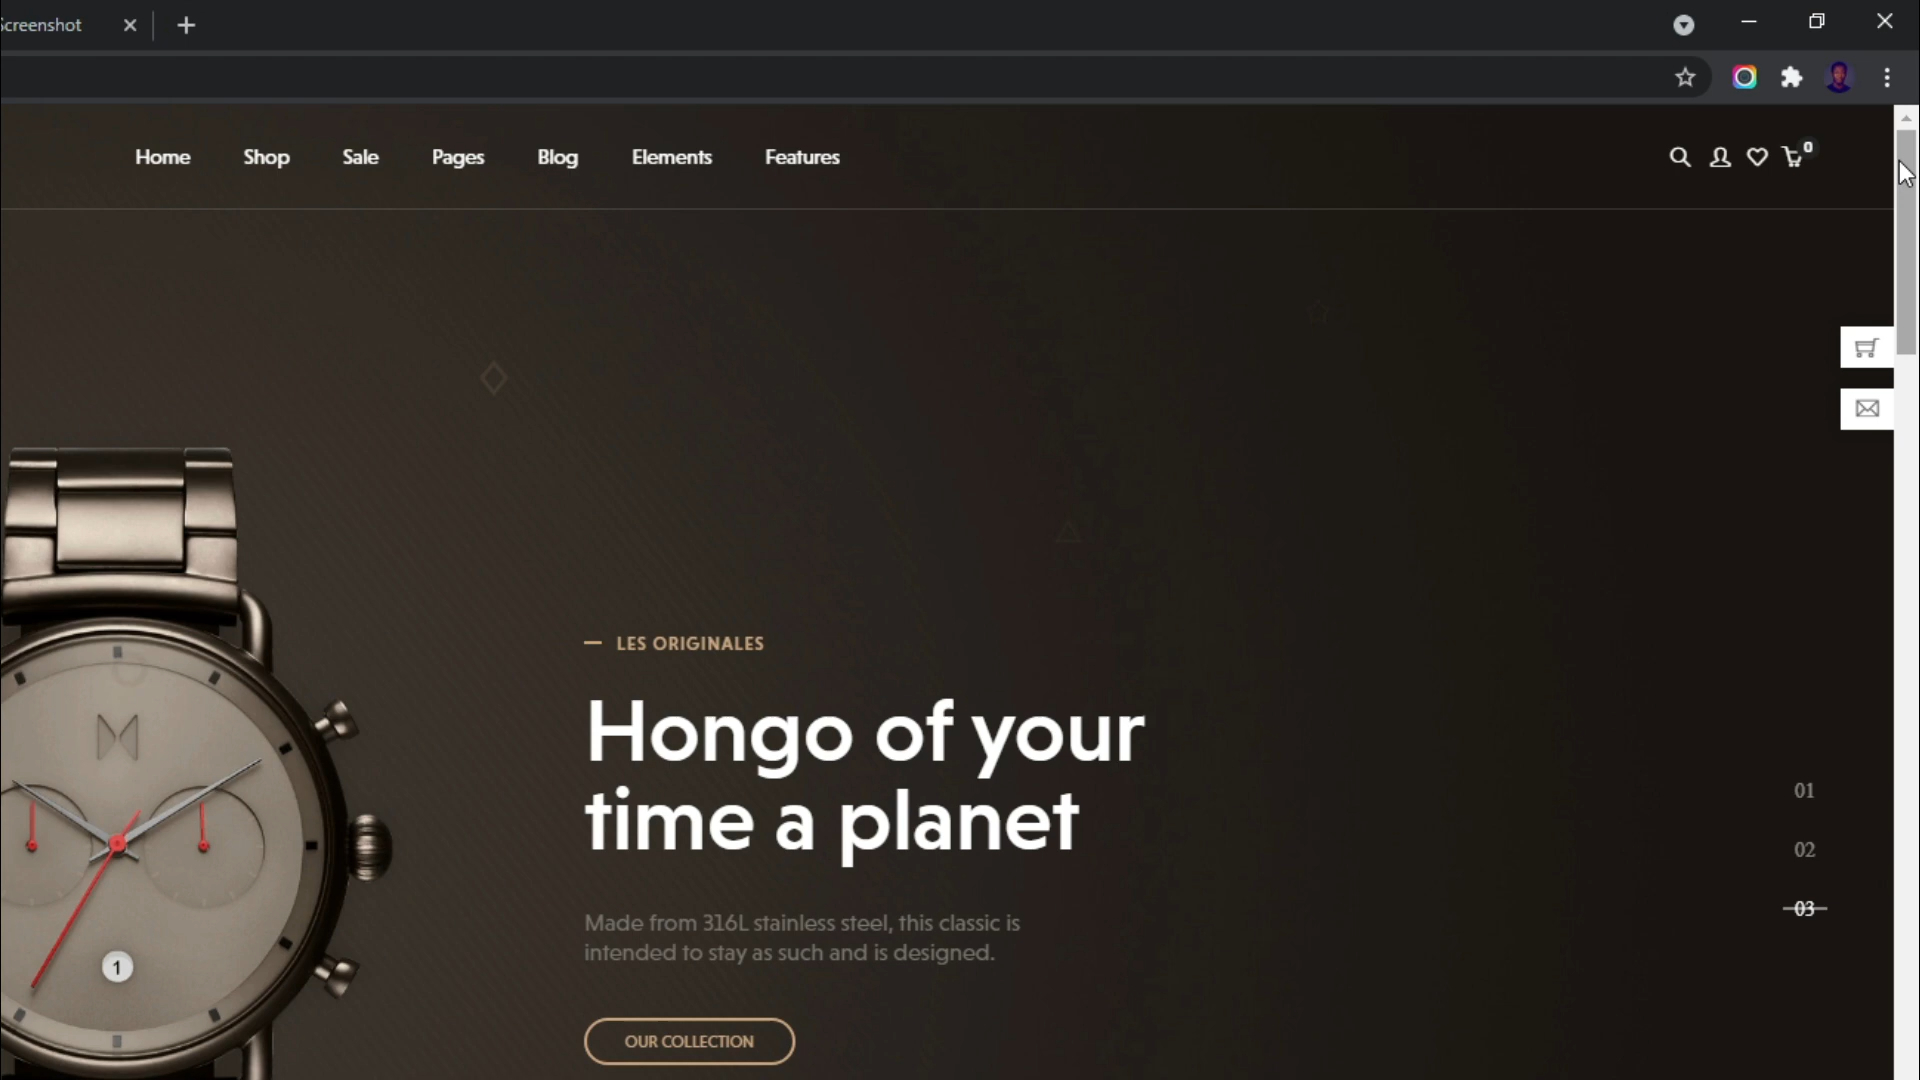 Screenshot
Home Shop Sale Pages Blog Elements Features
0
LES ORIGINALES
Hongo of your
time a planet
01
02
03
Made from 316L stainless steel, this classic is
intended to stay as such and is designed.
1
OUR COLLECTION